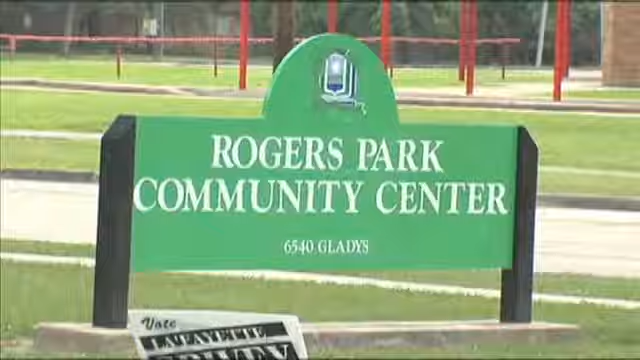 ROGERS PARK
COMMUNITY CENTER
6540 GLADYS
Vote
LAFAYETTE